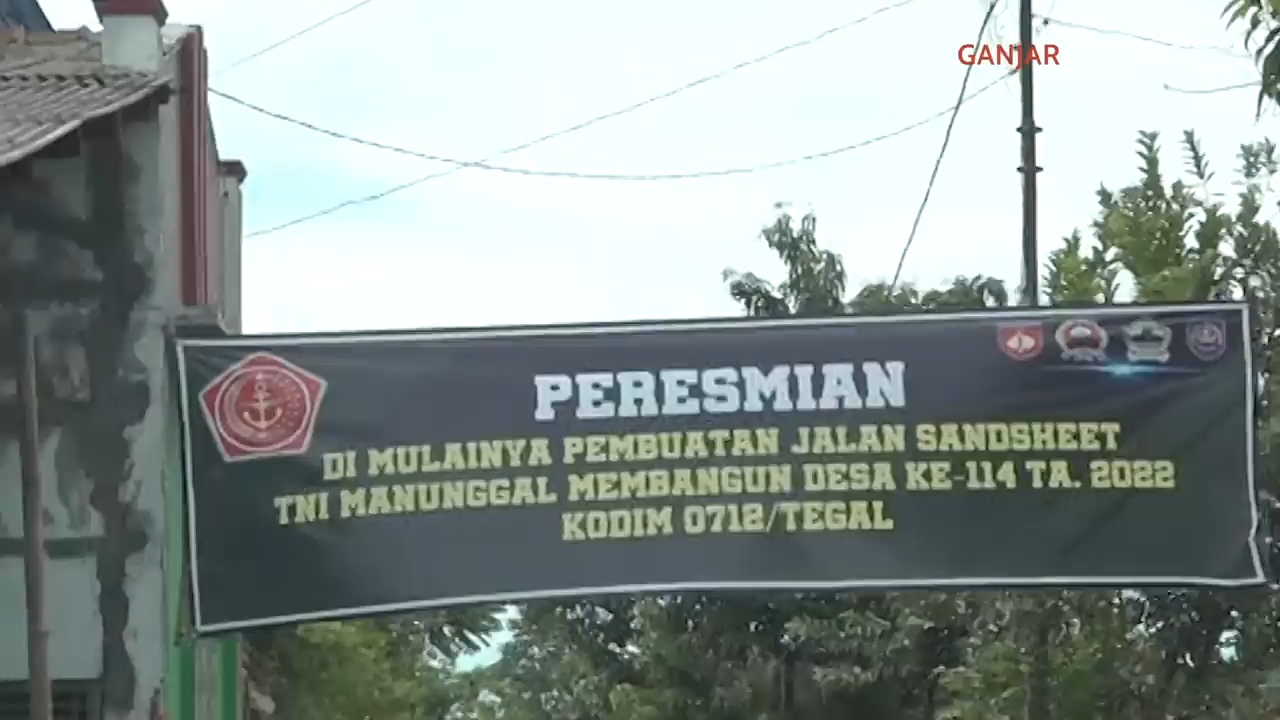 GANjAR
PERESMIAN
DI MULAINYA PEMBUATAN JALAN SANDSHEET
TNI MANUNGGAL MEMBANGUN DESA KE-114 TA. 2022
KODIM 0712/TEGAL